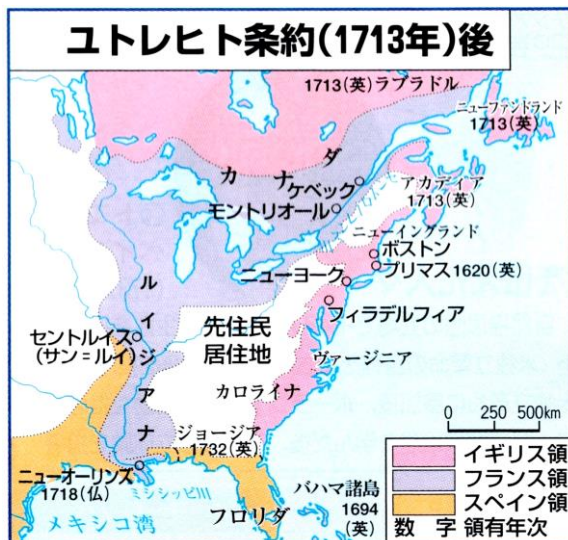 ユトレヒト条約(1713年)後
1713(英)ラブラドル
ニューファンドランド
1713(英)
カナダ
ケベック
アカディア
1713(英)
モントリオール
ニューイングランド
ボストン
プリマス1620(英)
ニューヨーク
フィラデルフィア
ルイジアナ
先住民
居住地
セントルイス
(サン=ルイ)
ヴァージニア
カロライナ
0 250 500km
ジョージア
1732(英)
ニューオーリンズ
1718(仏)
ミシシッピ川
メキシコ湾
フロリダ
バハマ諸島
1694
(英)
イギリス領
フランス領
スペイン領
数 字 領有年次